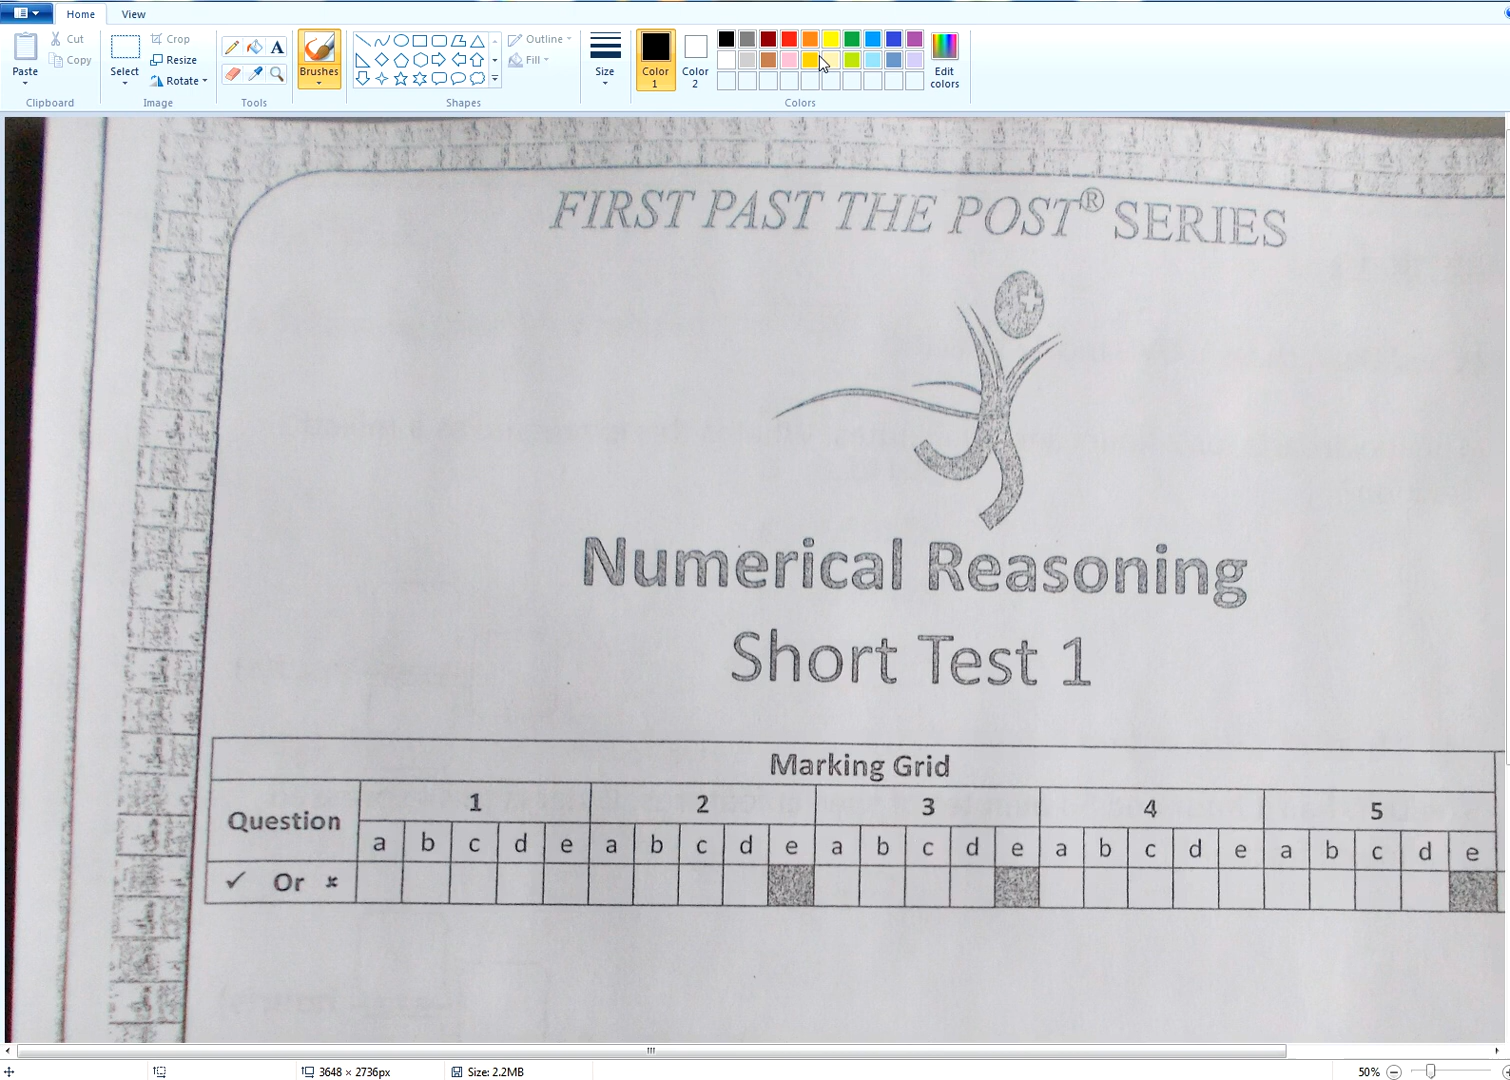 Home View
Paste
Cut
Copy
Clipboard
Select
Crop
Resize
Rotate
Image
A
Tools
Brushes
Shapes
Outline
Fill
Size
Color
1
Color
2
Colors
Edit
colors
FIRST PAST THE POST® SERIES
Numerical Reasoning
Short Test 1
Marking Grid
Question 1 2 3 4 5
a b c d e a b c d e a b c d e a b c d e a b c d e
✓ Or ×
3648 × 2736px Size: 2.2MB 50%